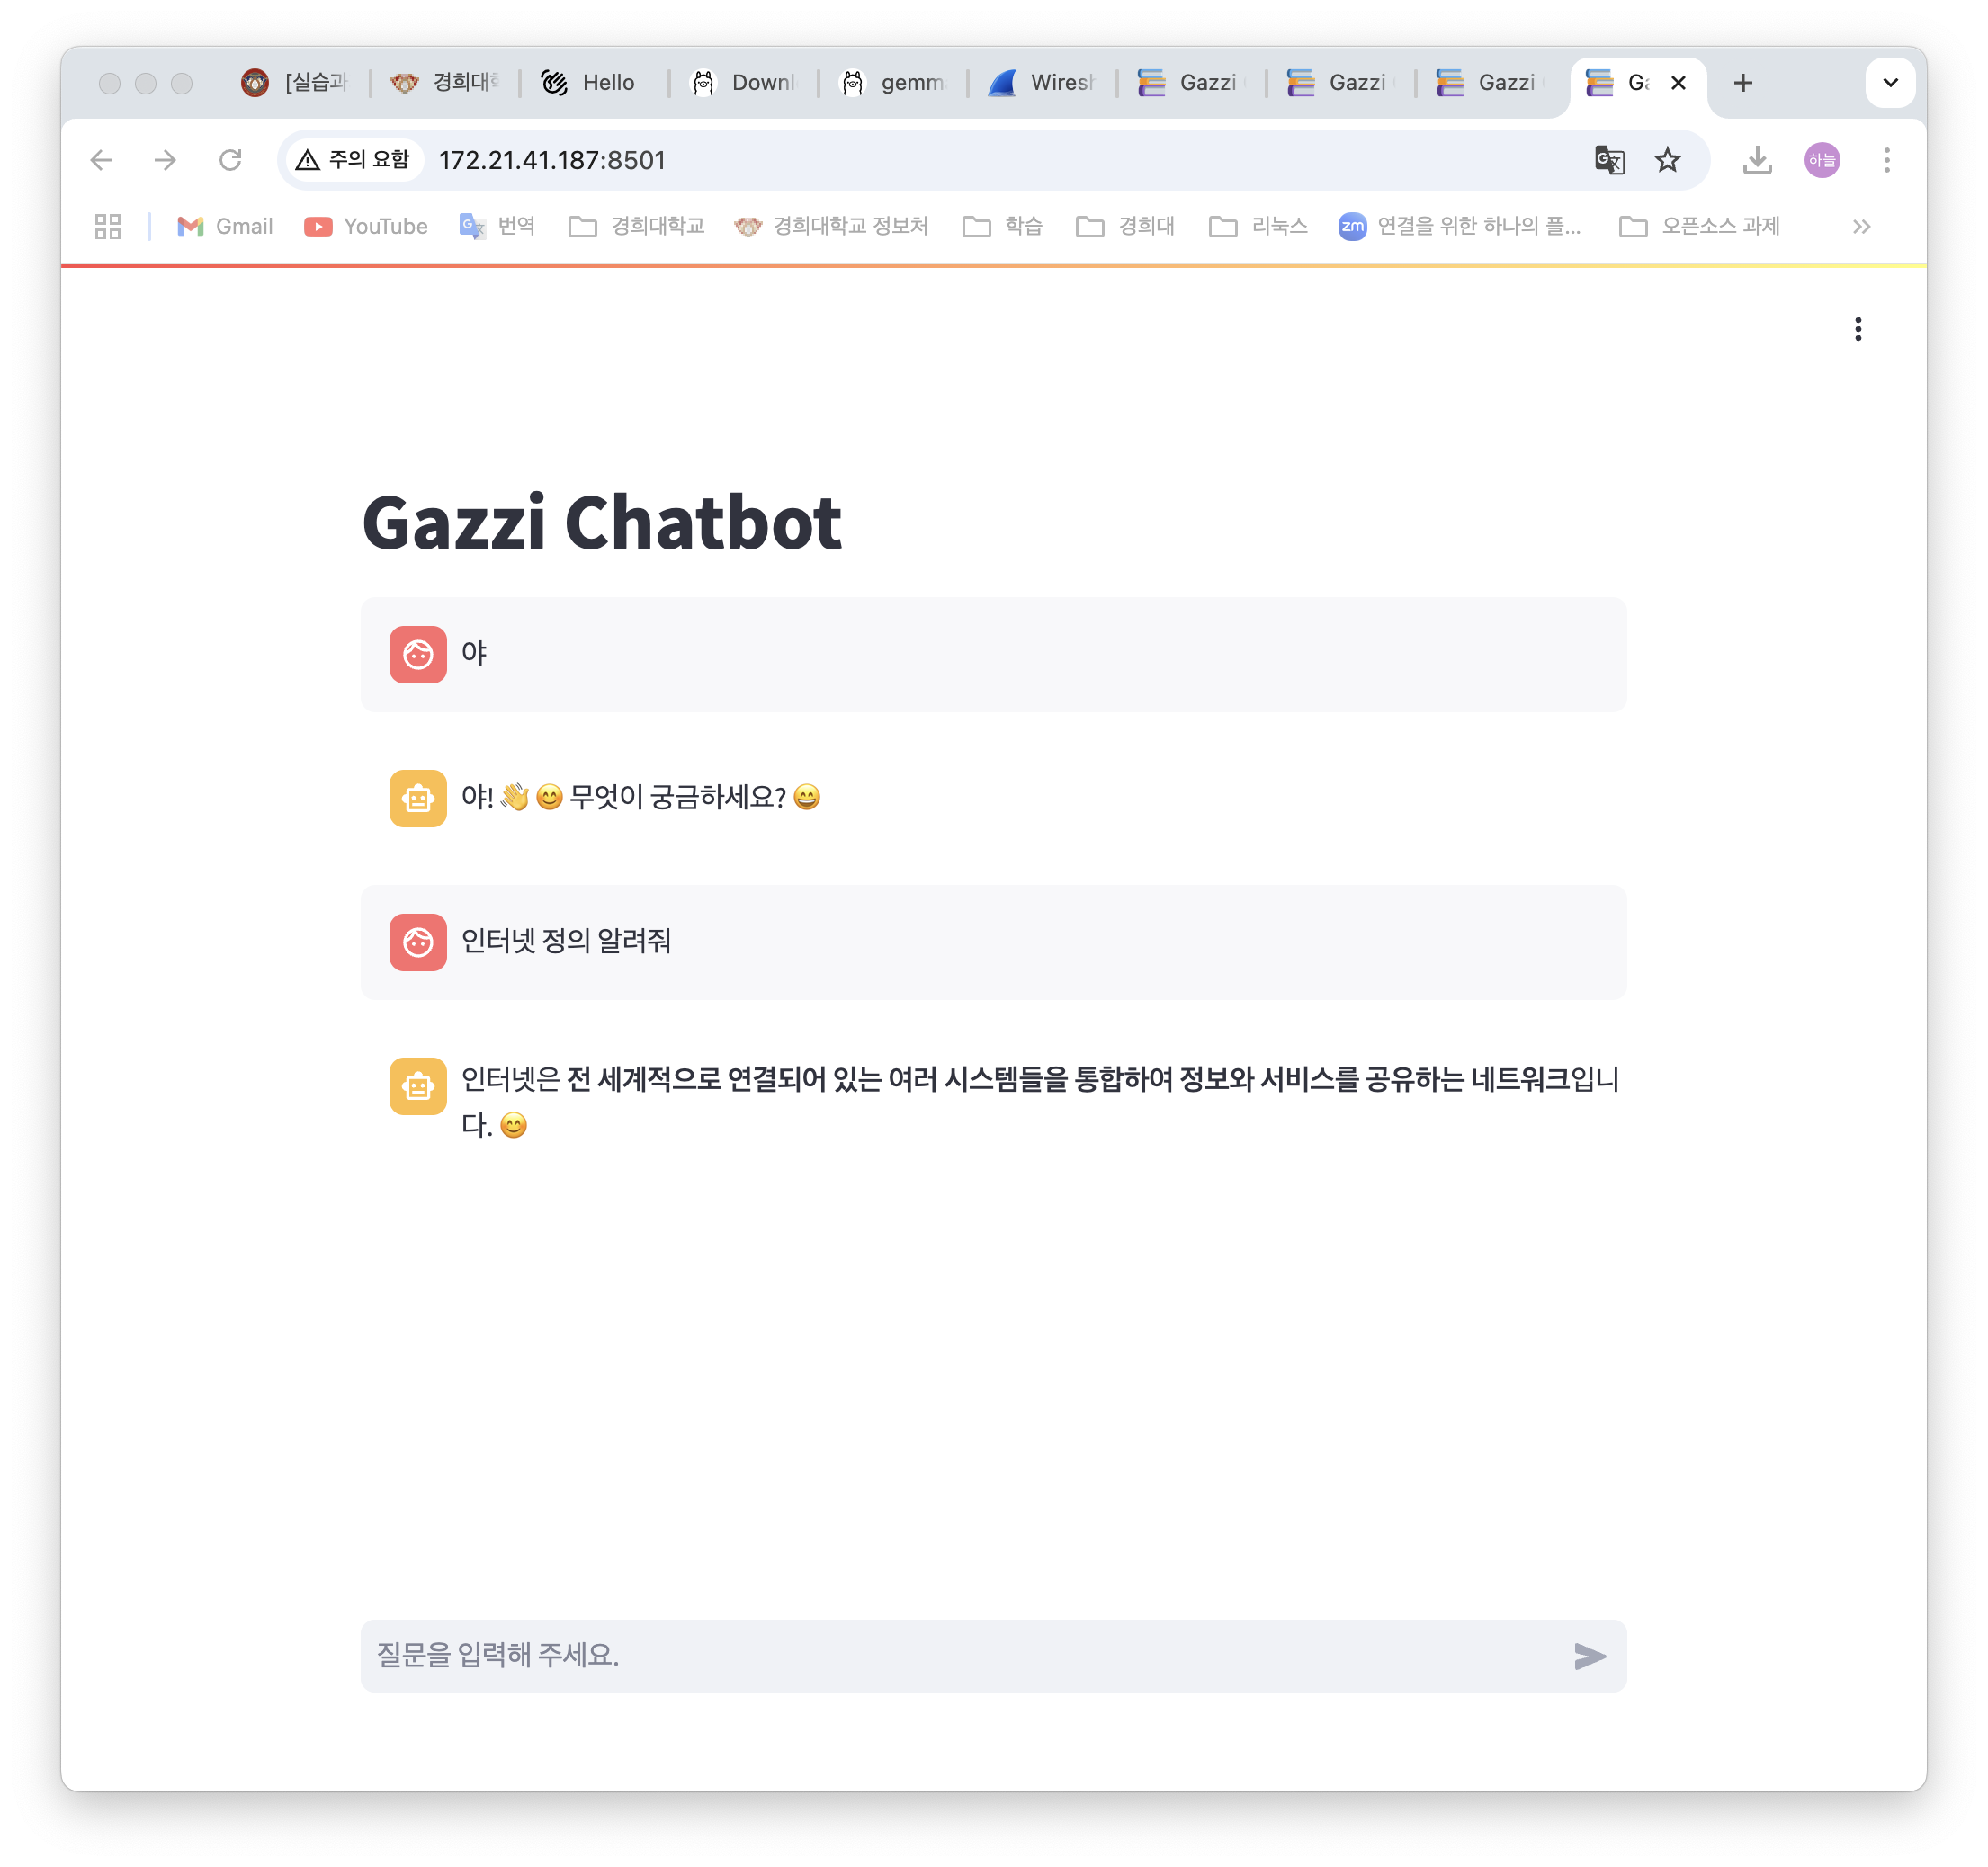 [실습과
경희대학
Hello
Downl
gemm
Wiresh
Gazzi
Gazzi
Gazzi
Ga
주의 요함
172.21.41.187:8501
하늘
Gmail
YouTube
번역
경희대학교
경희대학교 정보처
학습
경희대
리눅스
zm
연결을 위한 하나의 플...
오픈소스 과제
Gazzi Chatbot
야
야! 👋 😊 무엇이 궁금하세요? 😄
인터넷 정의 알려줘
인터넷은 전 세계적으로 연결되어 있는 여러 시스템들을 통합하여 정보와 서비스를 공유하는 네트워크입니
다. 😊
질문을 입력해 주세요.